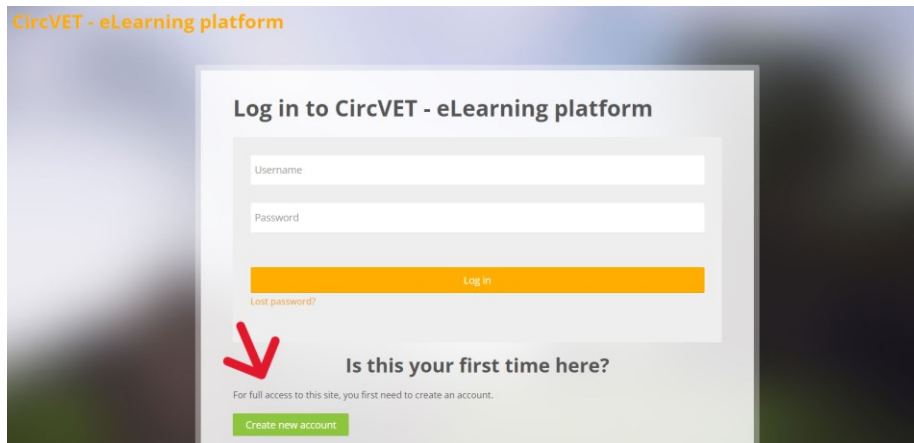 CircVET - eLearning platform
Log in to CircVET - eLearning platform
Username
Password
Log in
Lost password?
Is this your first time here?
For full access to this site, you first need to create an account.
Create new account